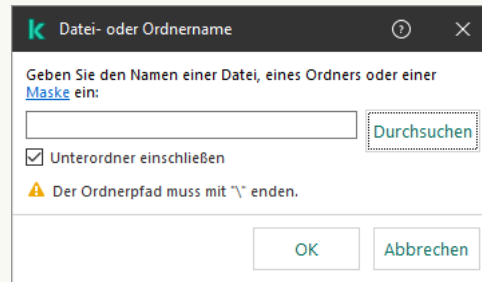 Datei- oder Ordnername
Geben Sie den Namen einer Datei, eines Ordners oder einer
Maske ein:
Durchsuchen
Unterordner einschließen
Der Ordnerpfad muss mit "\" enden.
OK
Abbrechen